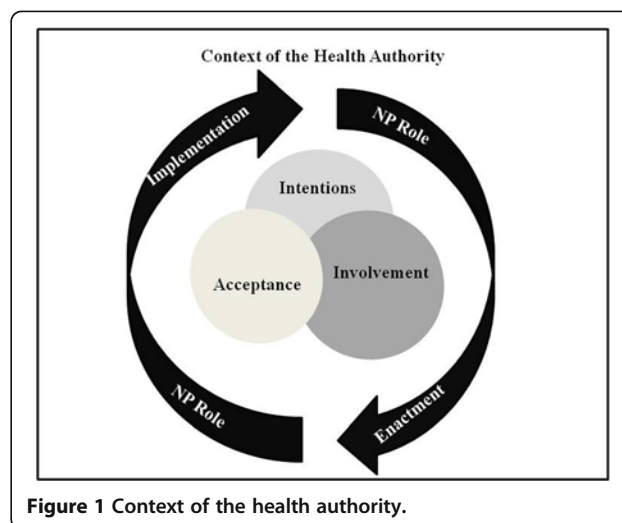 Context of the Health Authority
Implementation
NP Role
Intentions
Acceptance
Involvement
NP Role
Enactment
Figure 1 Context of the health authority.